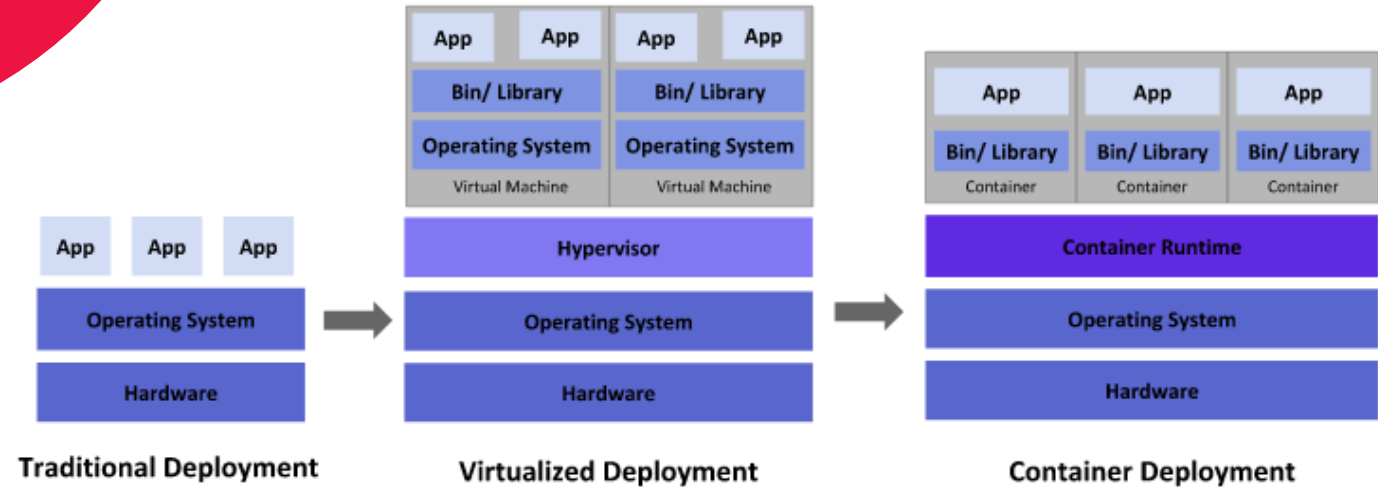 App
App
App
Operating System
Hardware
Traditional Deployment
App
App
App
App
Bin/ Library
Bin/ Library
Operating System
Operating System
Virtual Machine
Virtual Machine
Hypervisor
Operating System
Hardware
Virtualized Deployment
App
App
App
Bin/ Library
Bin/ Library
Bin/ Library
Container
Container
Container
Container Runtime
Operating System
Hardware
Container Deployment